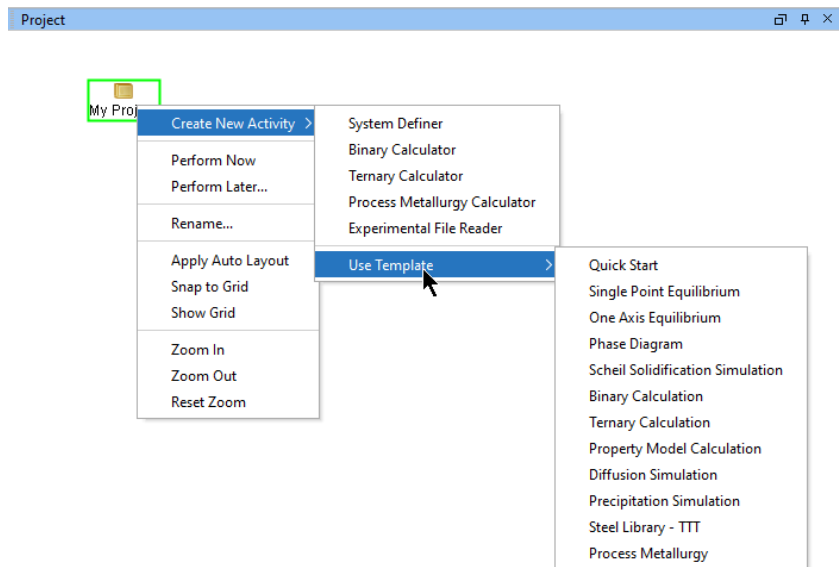 Project
My Proj
Create New Activity
Perform Now
Perform Later...
Rename...
Apply Auto Layout
Snap to Grid
Show Grid
Zoom In
Zoom Out
Reset Zoom
System Definer
Binary Calculator
Ternary Calculator
Process Metallurgy Calculator
Experimental File Reader
Use Template
Quick Start
Single Point Equilibrium
One Axis Equilibrium
Phase Diagram
Scheil Solidification Simulation
Binary Calculation
Ternary Calculation
Property Model Calculation
Diffusion Simulation
Precipitation Simulation
Steel Library - TTT
Process Metallurgy